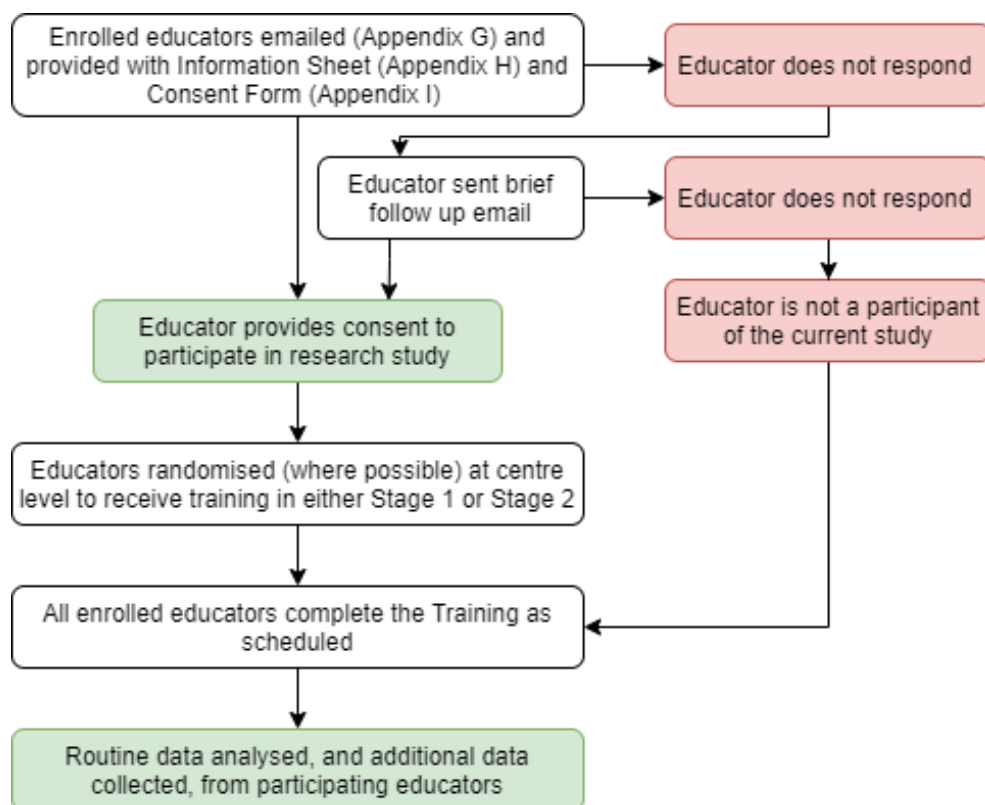 Enrolled educators emailed (Appendix G) and
provided with Information Sheet (Appendix H) and
Consent Form (Appendix I)
Educator does not respond
Educator sent brief
follow up email
Educator does not respond
Educator provides consent to
participate in research study
Educator is not a participant
of the current study
Educators randomised (where possible) at centre
level to receive training in either Stage 1 or Stage 2
All enrolled educators complete the Training as
scheduled
Routine data analysed, and additional data
collected, from participating educators